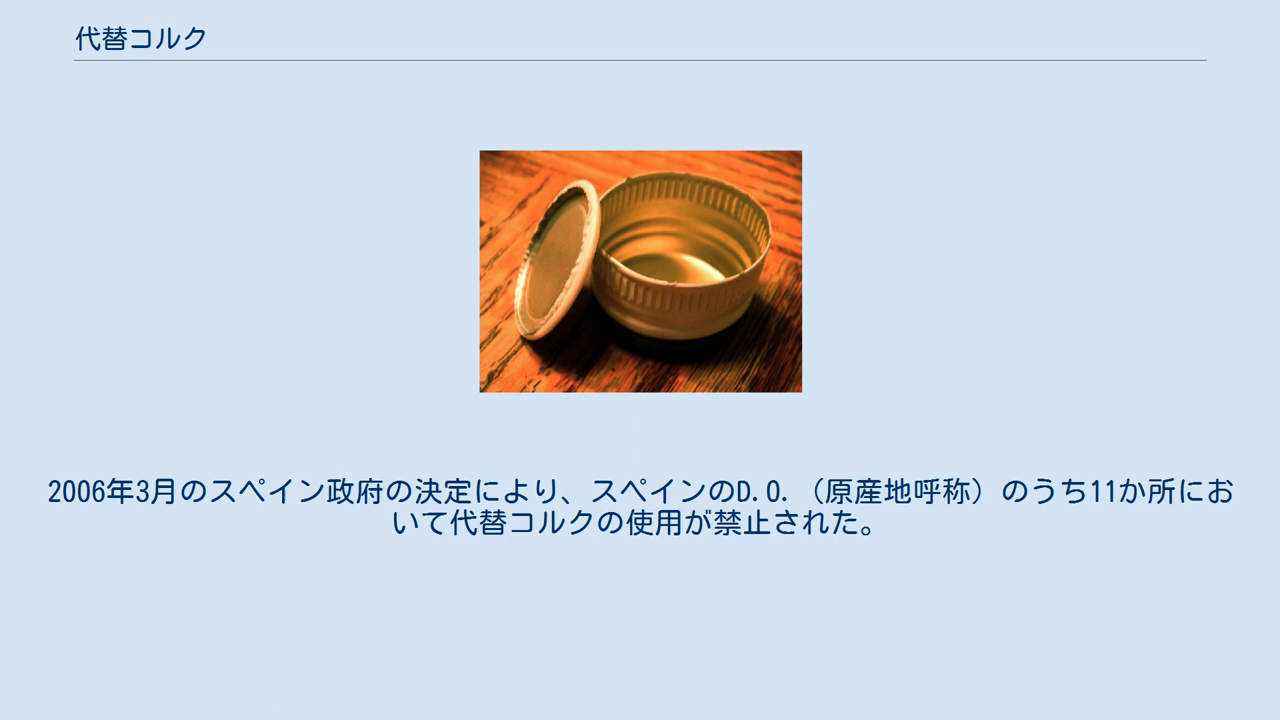 代替コルク
2006年3月のスペイン政府の決定により、スペインのD.O.（原産地呼称）のうち11か所にお
いて代替コルクの使用が禁止された。